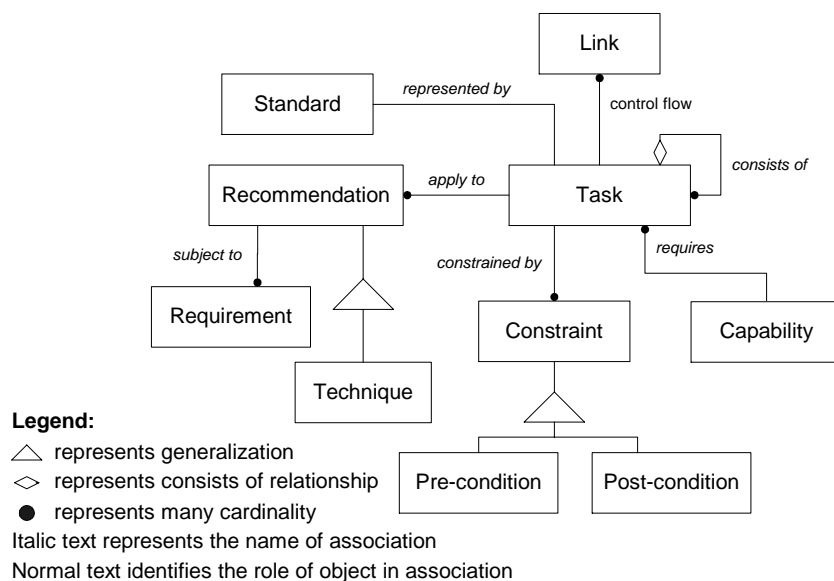 Link
Standard
represented by
control flow
Recommendation
apply to
Task
consists of
subject to
constrained by
requires
Requirement
Constraint
Capability
Technique
Legend:
represents generalization
represents consists of relationship
represents many cardinality
Pre-condition
Post-condition
Italic text represents the name of association
Normal text identifies the role of object in association